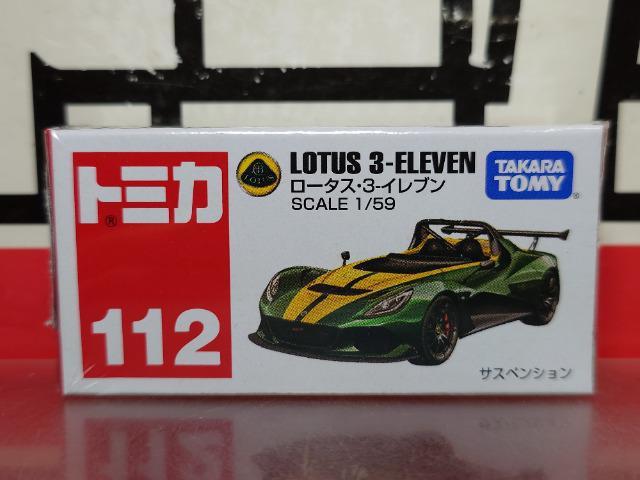 トミカ
®
112
LOTUS
LOTUS 3-ELEVEN
ロータス・3-イレブン
SCALE 1/59
TAKARA
TOMY
®
サスペンション